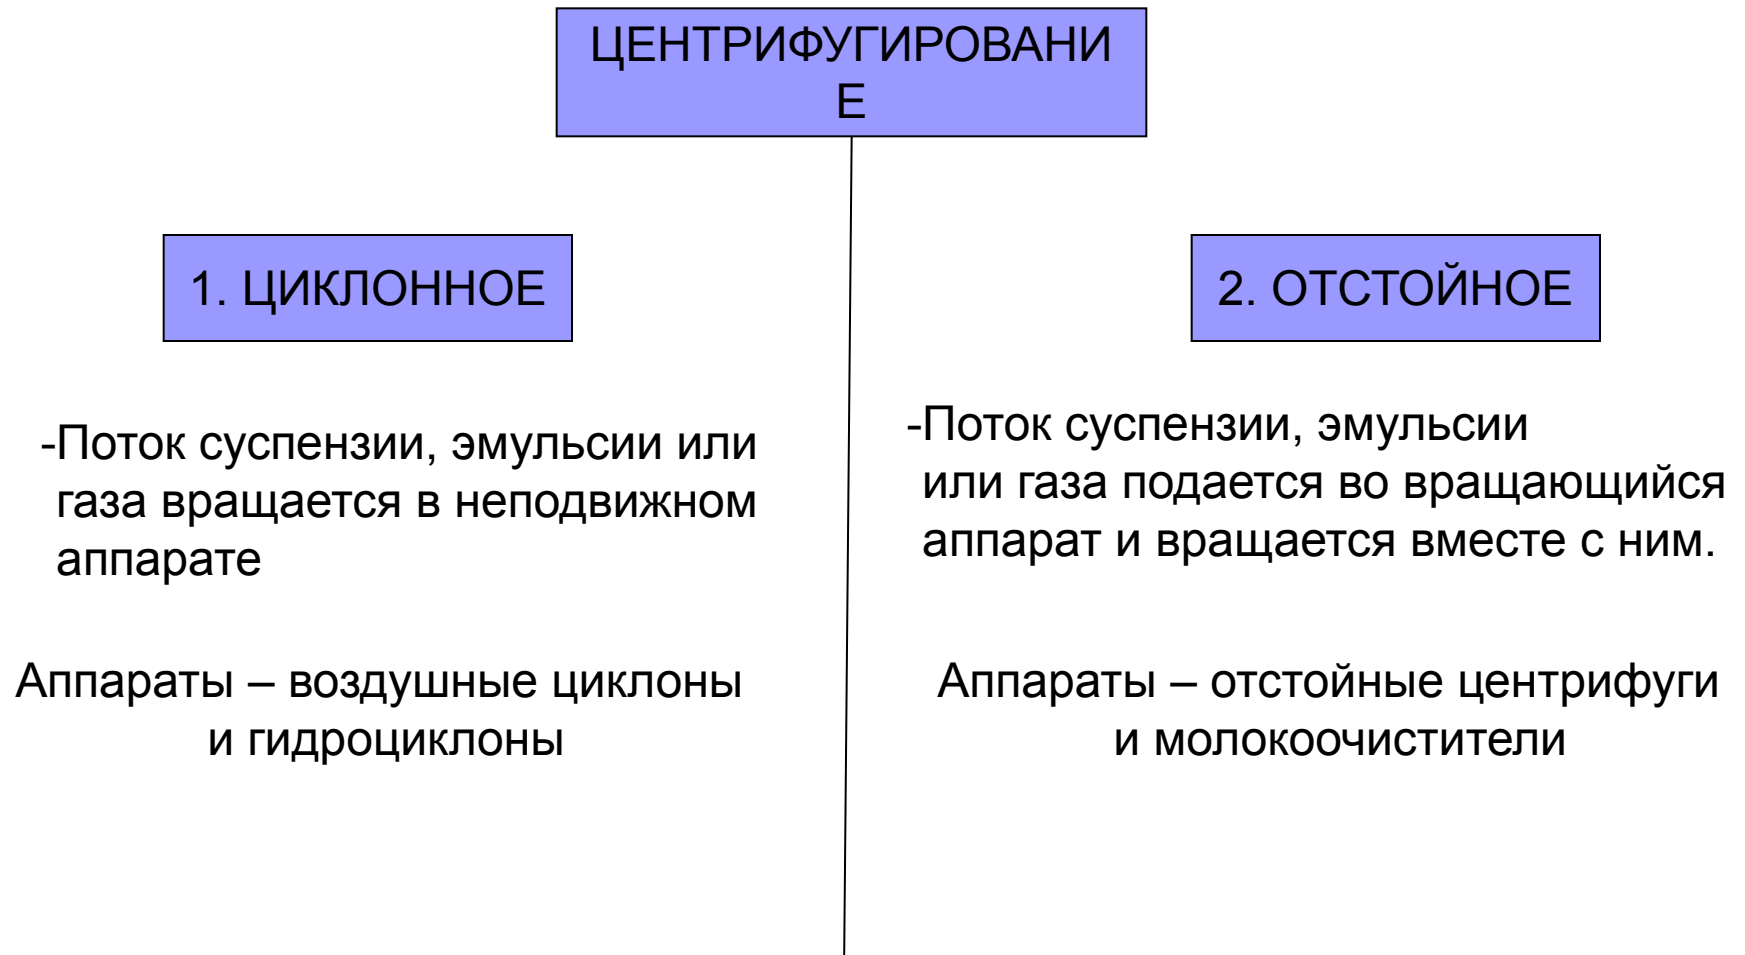 ЦЕНТРИФУГИРОВАНИ
Е
1. ЦИКЛОННОЕ
-Поток суспензии, эмульсии или
газа вращается в неподвижном
аппарате
Аппараты – воздушные циклоны
и гидроциклоны
2. ОТСТОЙНОЕ
-Поток суспензии, эмульсии
или газа подается во вращающийся
аппарат и вращается вместе с ним.
Аппараты – отстойные центрифуги
и молокоочистители